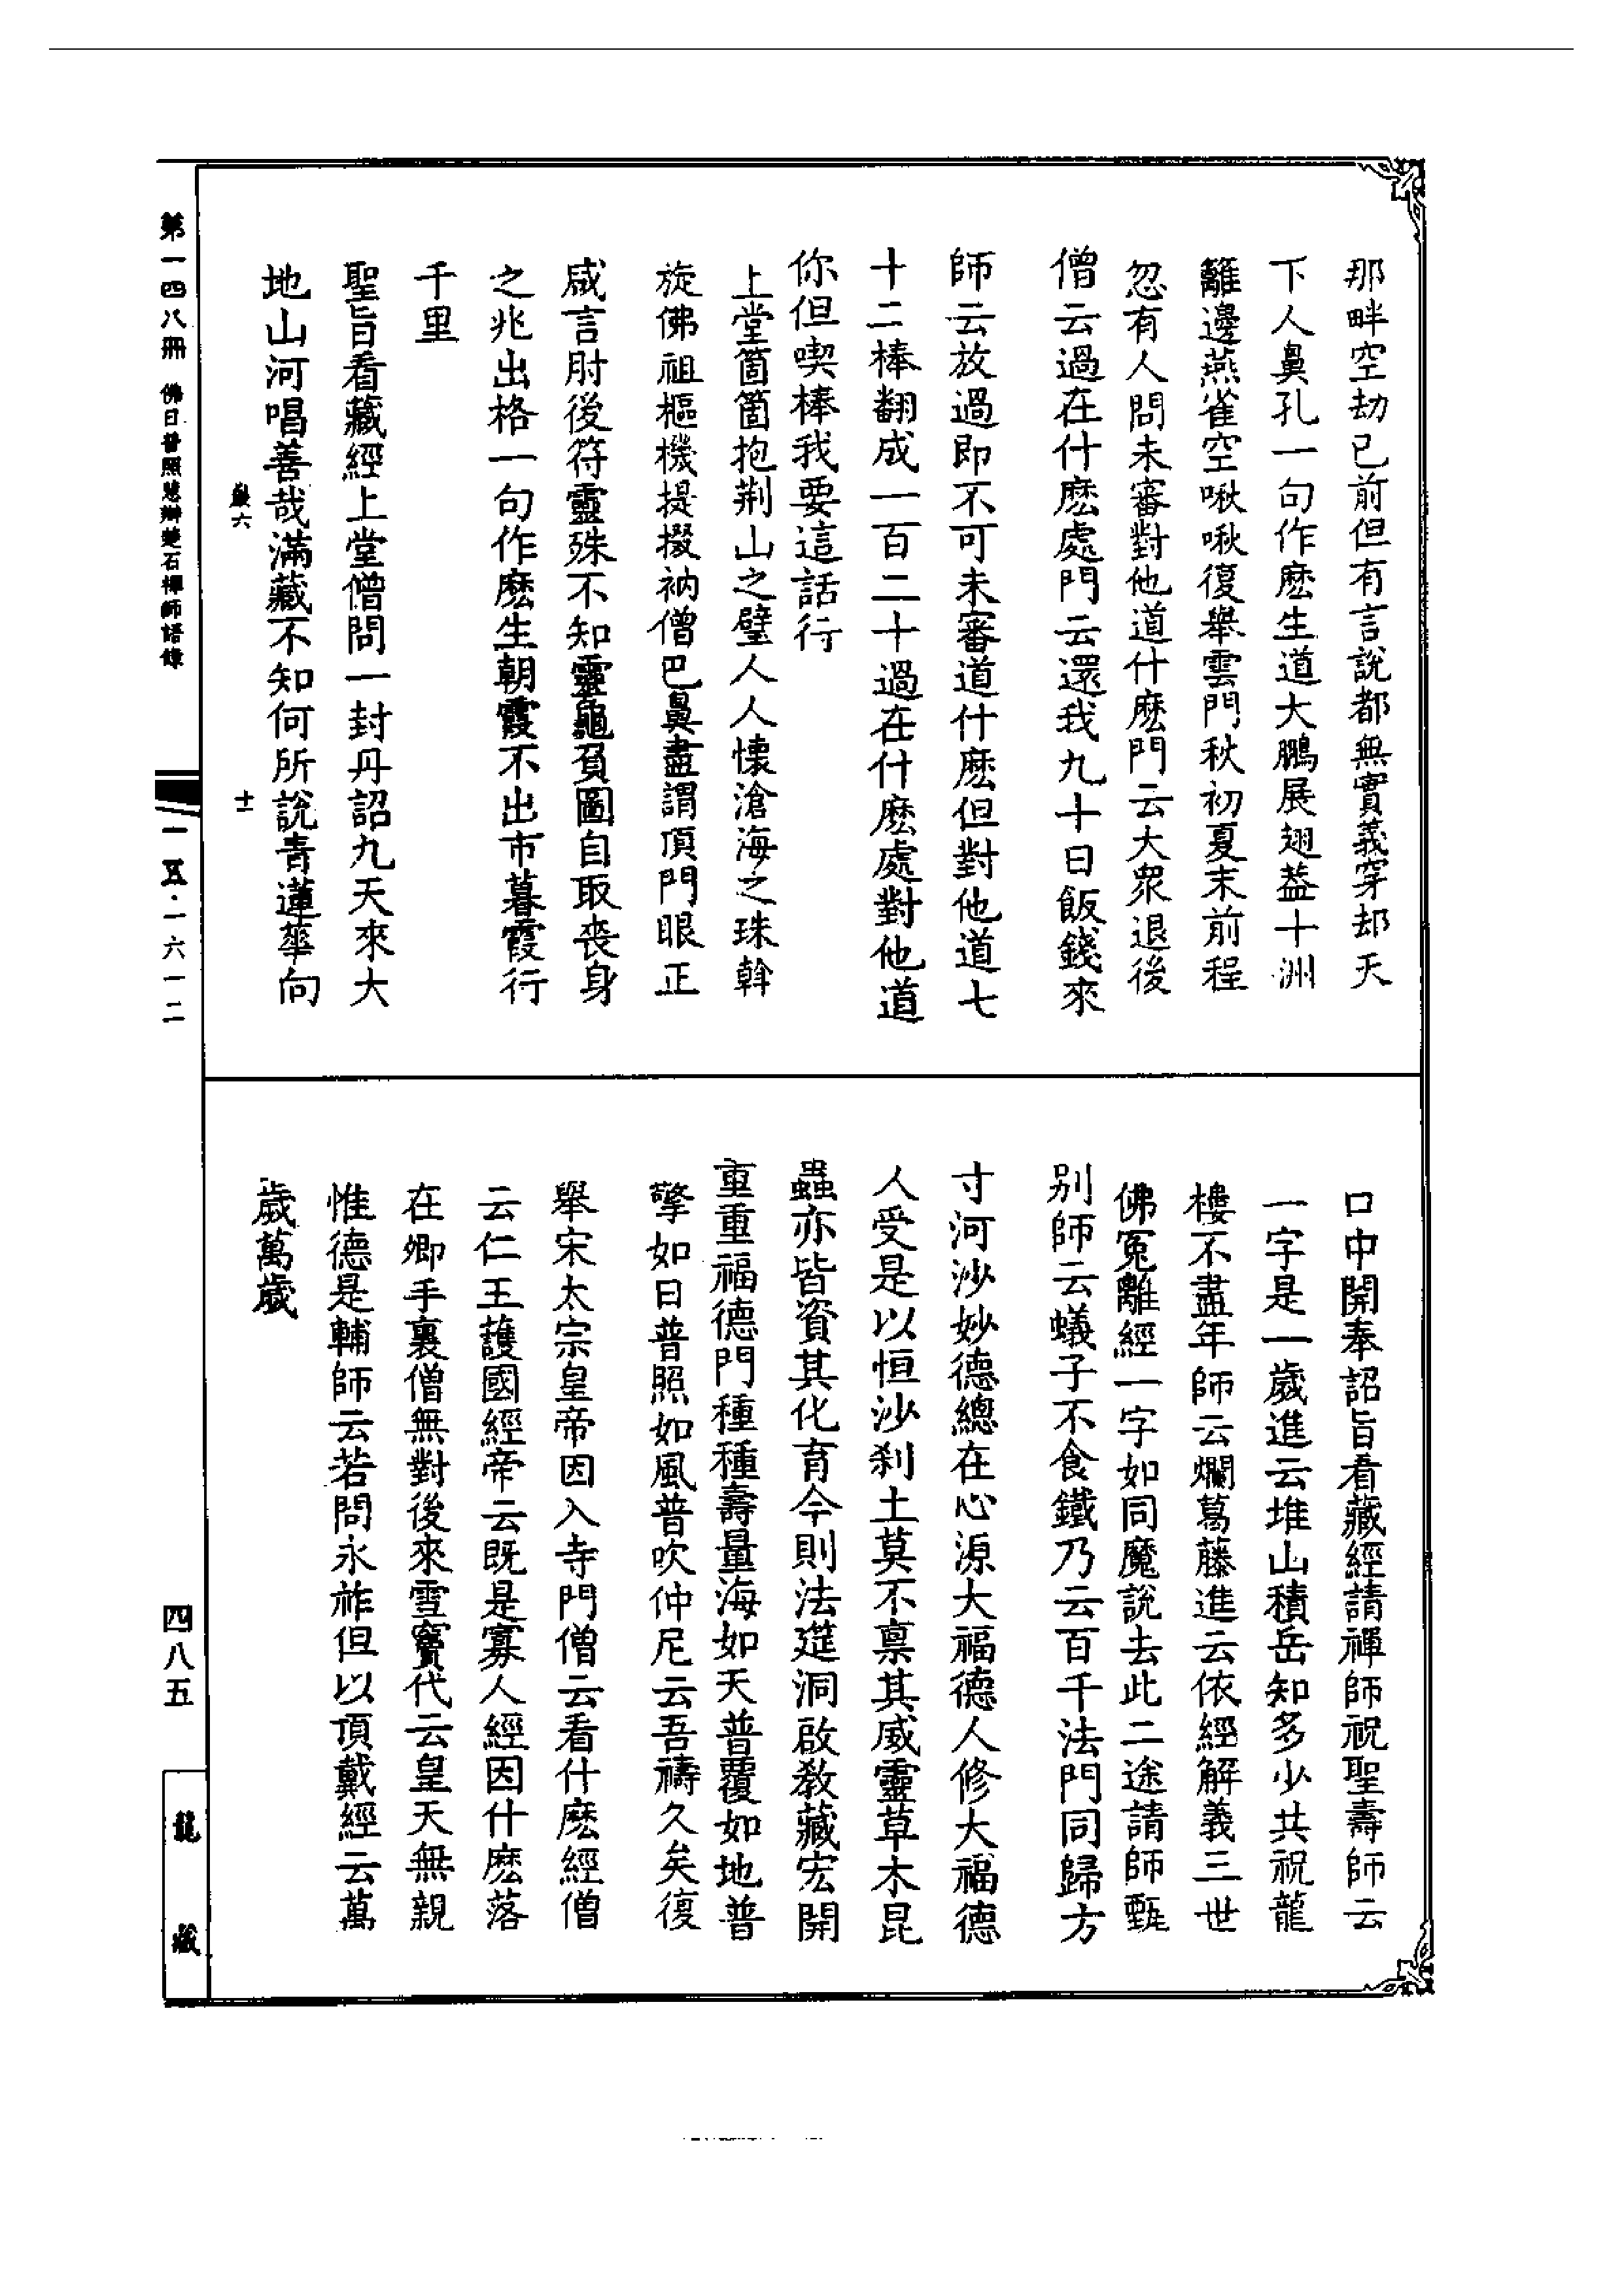 那畔空劫已前但有言說都無實義穿却天
下人鼻孔一句作麽生道大鵬展翅葢十洲
籬邊燕雀空啾啾復舉雲門秋初夏末前程
忽有人問未審對他道什麽門云大衆退後
僧云過在什麽處門云還我九十日飯錢來
師云放過即不可未審道什麽但對他道七
十二棒翻成一百二十過在什麽處對他道
你但喫棒我要這話行
上堂箇箇抱荆山之璧人人懷滄海之珠斡
旋佛祖樞機提掇衲僧巴鼻盡謂頂門眼正
咸言肘後符靈殊不知靈龜負圖自取喪身
之兆出格一句作麽生朝霞不出市暮霞行
千里
聖旨看藏經上堂僧問一封丹詔九天來大
地山河唱善哉滿藏不知何所說青蓮華向
嚴六
十二
口中開奉詔旨看藏經請禪師祝聖壽師云
一字是一歲進云堆山積岳知多少共祝龍
樓不盡年師云爛葛藤進云依經解義三世
佛冤離經一字如同魔說去此二途請師甄
别師云蟻子不食鐵乃云百千法門同歸方
寸河沙妙德總在心源大福德人修大福德
人受是以恒沙刹土莫不禀其威靈草木昆
蟲亦皆資其化育今則法筵洞啟教藏宏開
重重福德門種種壽量海如天普覆如地普
擎如日普照如風普吹仲尼云吾禱久矣復
舉宋太宗皇帝因入寺門僧云看什麽經僧
云仁王護國經帝云既是寡人經因什麽落
在卿手裏僧無對後來雪竇代云皇天無親
惟德是輔師云若問永祚但以頂戴經云萬
歲萬歲
第一四八冊 佛日普照慧辯楚石禪師語錄
一五·一六一二
四八五
龍藏